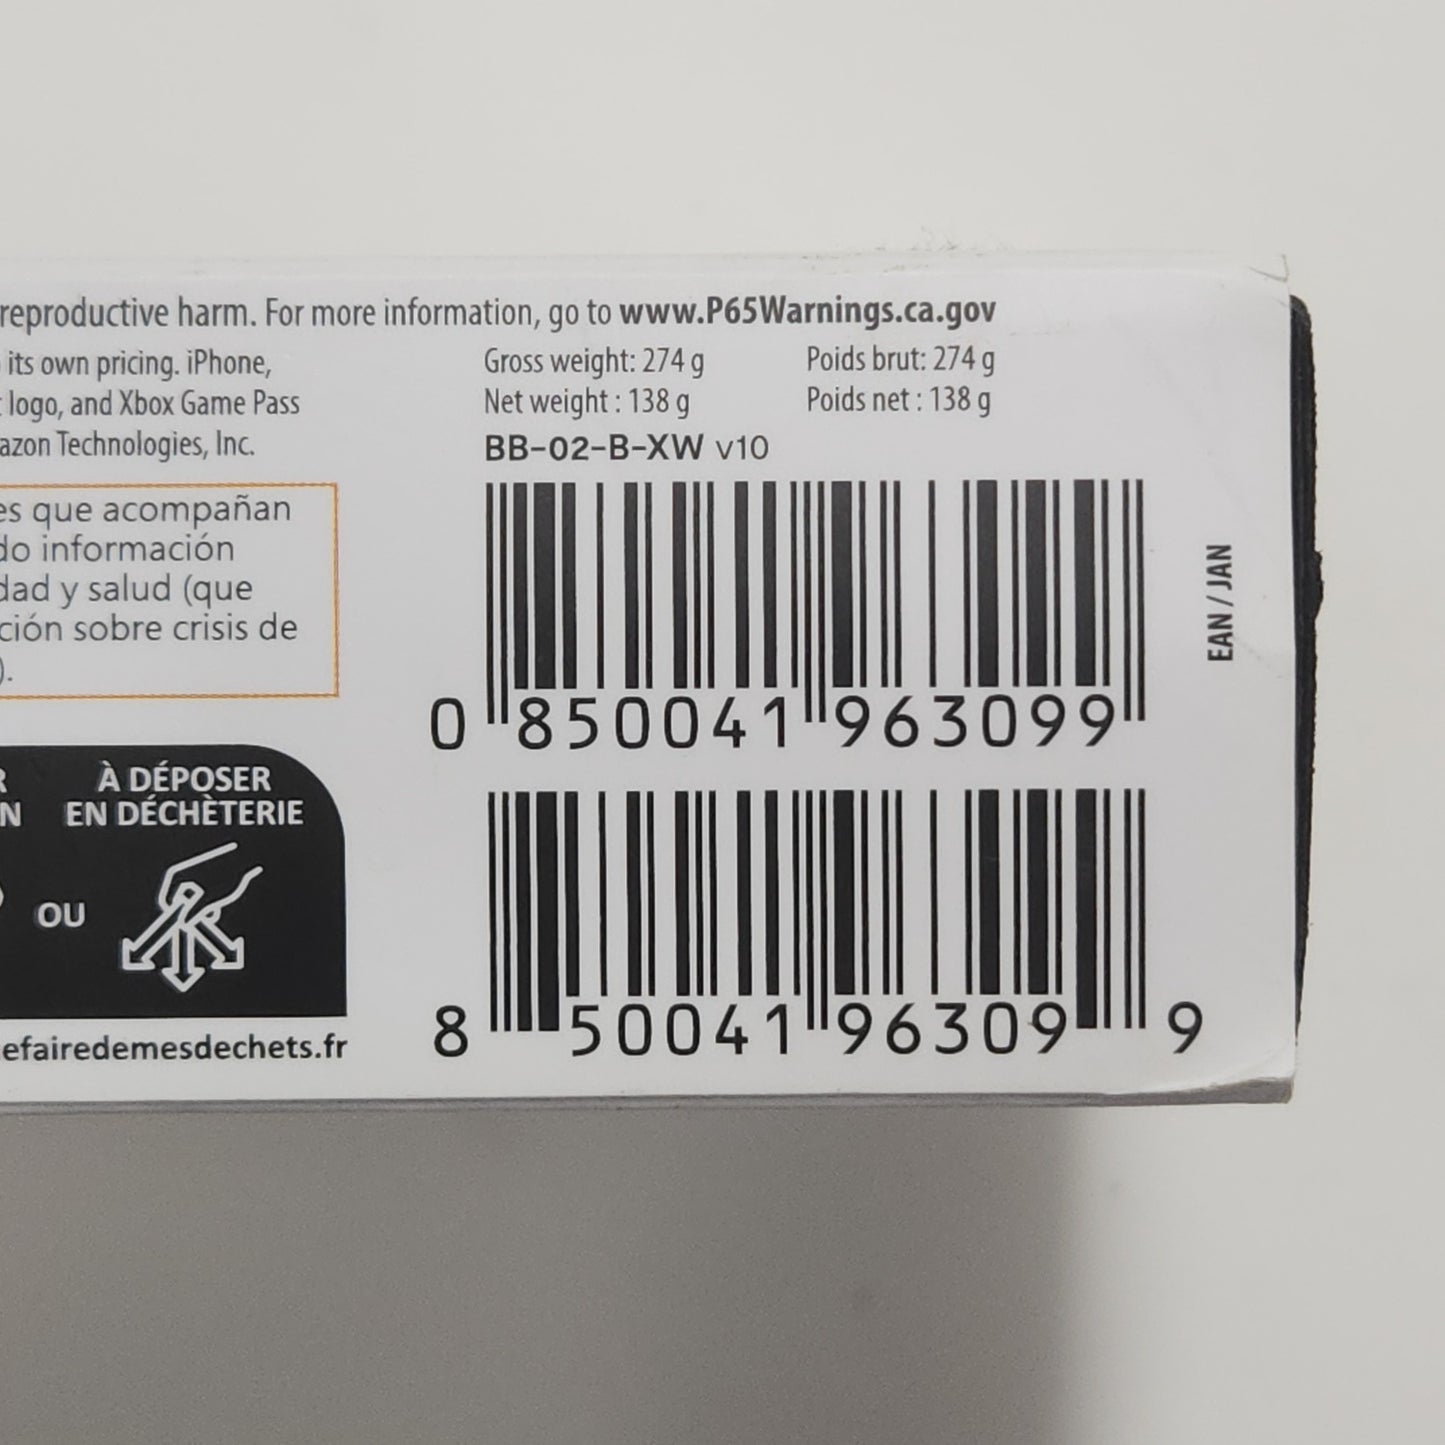 reproductive harm. For more information, go to www.P65Warnings.ca.gov
its own pricing. iPhone,
logo, and Xbox Game Pass
azon Technologies, Inc.
Gross weight: 274 g
Net weight : 138 g
Poids brut: 274 g
Poids net : 138 g
BB-02-B-XW v10
es que acompañan
do información
dad y salud (que
ción sobre crisis de
).
0 850041 963099
EAN / JAN
R
N
À DÉPOSER
EN DÉCHÈTERIE
OU
efairedemesdechets.fr
8 50041 96309 9